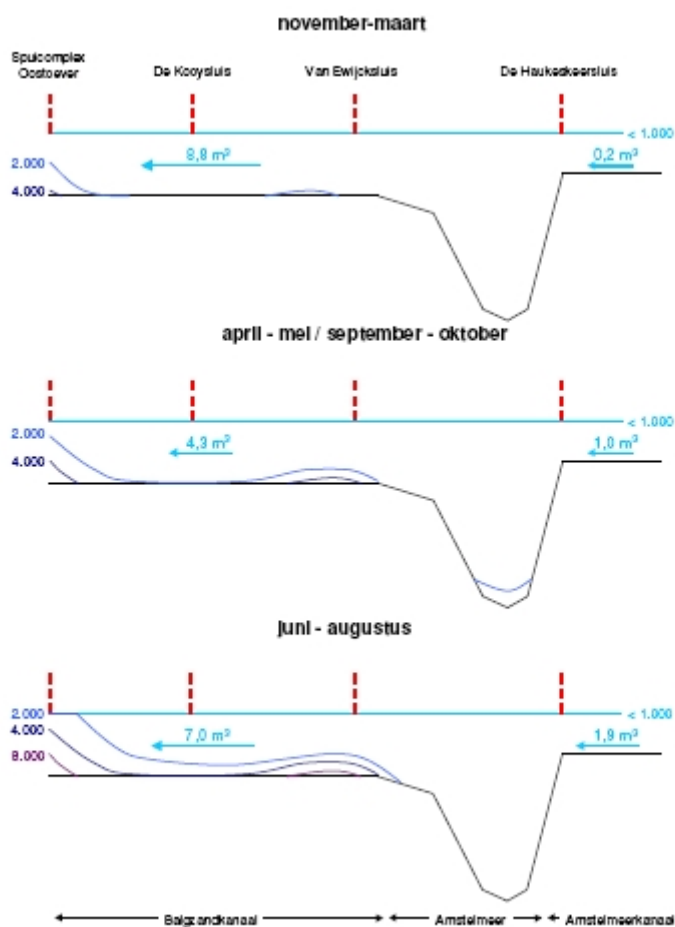 november-maart
Spuicomplex
Oostoever
De Kooysluis
Van Ewijcksluis
De Haukeskeersluis
< 1.000
8,8 m³
0,2 m³
2.000
4.000
april - mei / september - oktober
< 1.000
2.000
4,3 m³
1,0 m³
4.000
juni - augustus
2.000
< 1.000
4.000
7,0 m³
1,9 m³
8.000
Balgzandkanaal
Amstelmeer
Amstelmeerkanaal